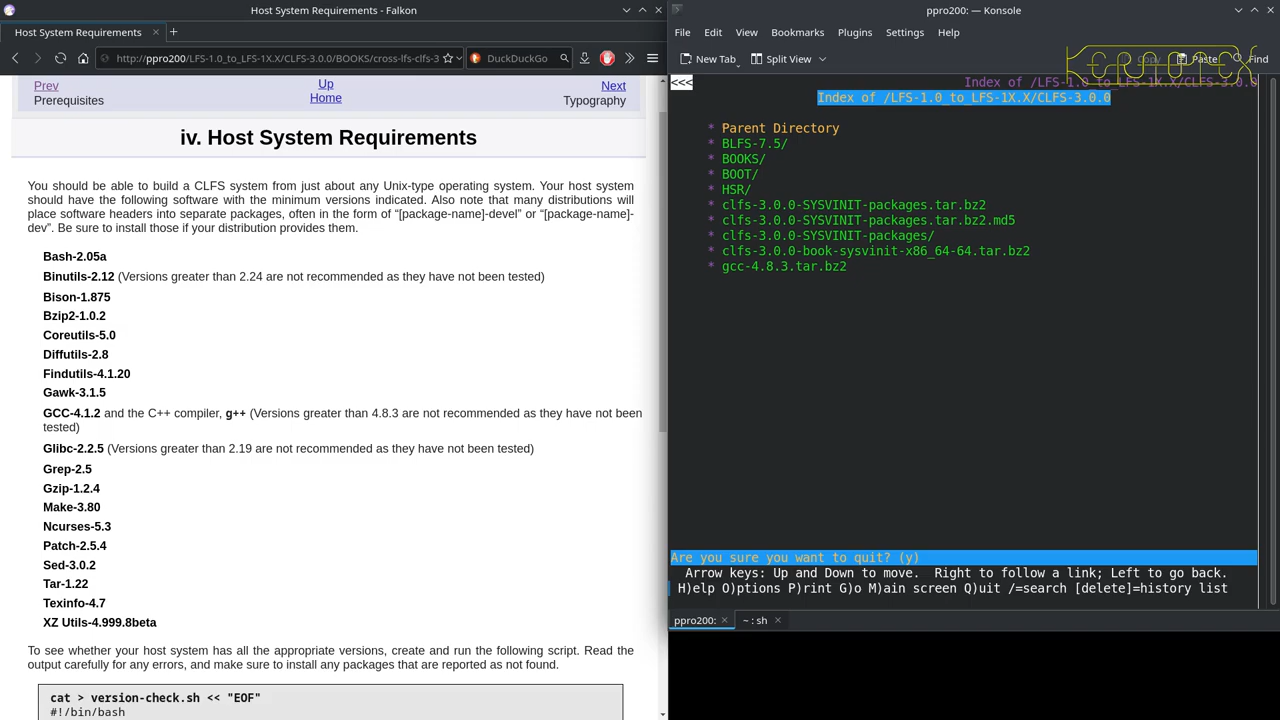 Host System Requirements - Falkon
Host System Requirements
http://ppro200/LFS-1.0_to_LFS-1X.X/CLFS-3.0.0/BOOKS/cross-lfs-clfs-3
DuckDuckGo
Prev
Up
Next
Prerequisites
Home
Typography
iv. Host System Requirements
You should be able to build a CLFS system from just about any Unix-type operating system. Your host system
should have the following software with the minimum versions indicated. Also note that many distributions will
place software headers into separate packages, often in the form of “[package-name]-devel” or “[package-name]-
dev”. Be sure to install those if your distribution provides them.
Bash-2.05a
Binutils-2.12 (Versions greater than 2.24 are not recommended as they have not been tested)
Bison-1.875
Bzip2-1.0.2
Coreutils-5.0
Diffutils-2.8
Findutils-4.1.20
Gawk-3.1.5
GCC-4.1.2 and the C++ compiler, g++ (Versions greater than 4.8.3 are not recommended as they have not been
tested)
Glibc-2.2.5 (Versions greater than 2.19 are not recommended as they have not been tested)
Grep-2.5
Gzip-1.2.4
Make-3.80
Ncurses-5.3
Patch-2.5.4
Sed-3.0.2
Tar-1.22
Texinfo-4.7
XZ Utils-4.999.8beta
To see whether your host system has all the appropriate versions, create and run the following script. Read the
output carefully for any errors, and make sure to install any packages that are reported as not found.
cat > version-check.sh << "EOF"
#!/bin/bash
ppro200: — Konsole
File Edit View Bookmarks Plugins Settings Help
New Tab Split View Copy Paste Find
<<< Index of /LFS-1.0_to_LFS-1X.X/CLFS-3.0.0
Index of /LFS-1.0_to_LFS-1X.X/CLFS-3.0.0
* Parent Directory
* BLFS-7.5/
* BOOKS/
* BOOT/
* HSR/
* clfs-3.0.0-SYSVINIT-packages.tar.bz2
* clfs-3.0.0-SYSVINIT-packages.tar.bz2.md5
* clfs-3.0.0-SYSVINIT-packages/
* clfs-3.0.0-book-sysvinit-x86_64-64.tar.bz2
* gcc-4.8.3.tar.bz2
Are you sure you want to quit? (y)
Arrow keys: Up and Down to move. Right to follow a link; Left to go back.
H)elp O)ptions P)rint G)o M)ain screen Q)uit /=search [delete]=history list
ppro200:
~ : sh